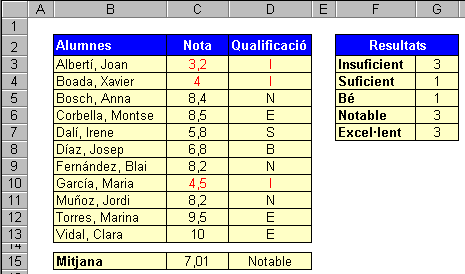 A B C D E F G
1
2 Alumnes Nota Qualificació Resultats
3 Albertí, Joan 3,2 I Insuficient 3
4 Boada, Xavier 4 I Suficient 1
5 Bosch, Anna 8,4 N Bé 1
6 Corbella, Montse 8,5 E Notable 3
7 Dalí, Irene 5,8 S Excel·lent 3
8 Díaz, Josep 6,8 B
9 Fernández, Blai 8,2 N
10 García, Maria 4,5 I
11 Muñoz, Jordi 8,2 N
12 Torres, Marina 9,5 E
13 Vidal, Clara 10 E
14
15 Mitjana 7,01 Notable